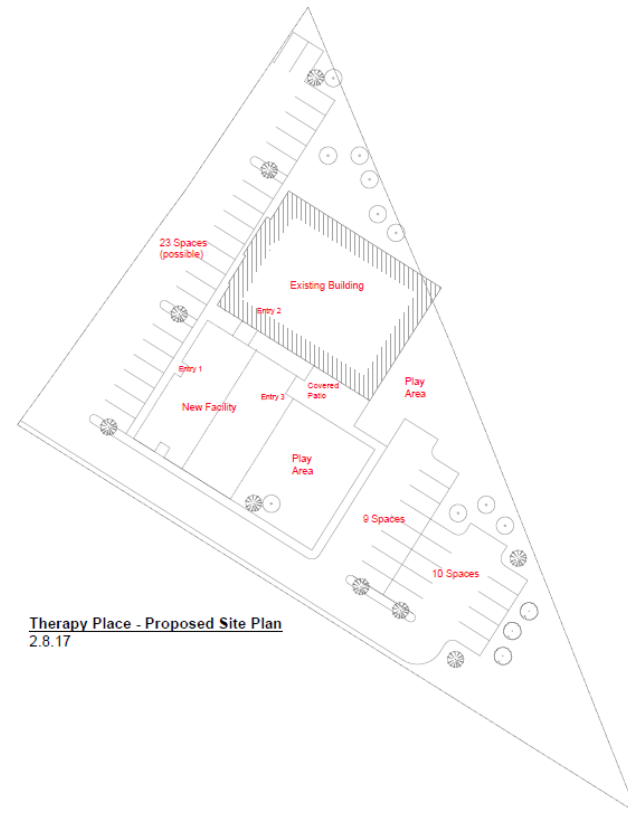 23 Spaces
(possible)
Existing Building
Entry 2
Entry 1
Covered
Patio
Play
Area
Entry 3
New Facility
Play
Area
9 Spaces
10 Spaces
Therapy Place - Proposed Site Plan
2.8.17